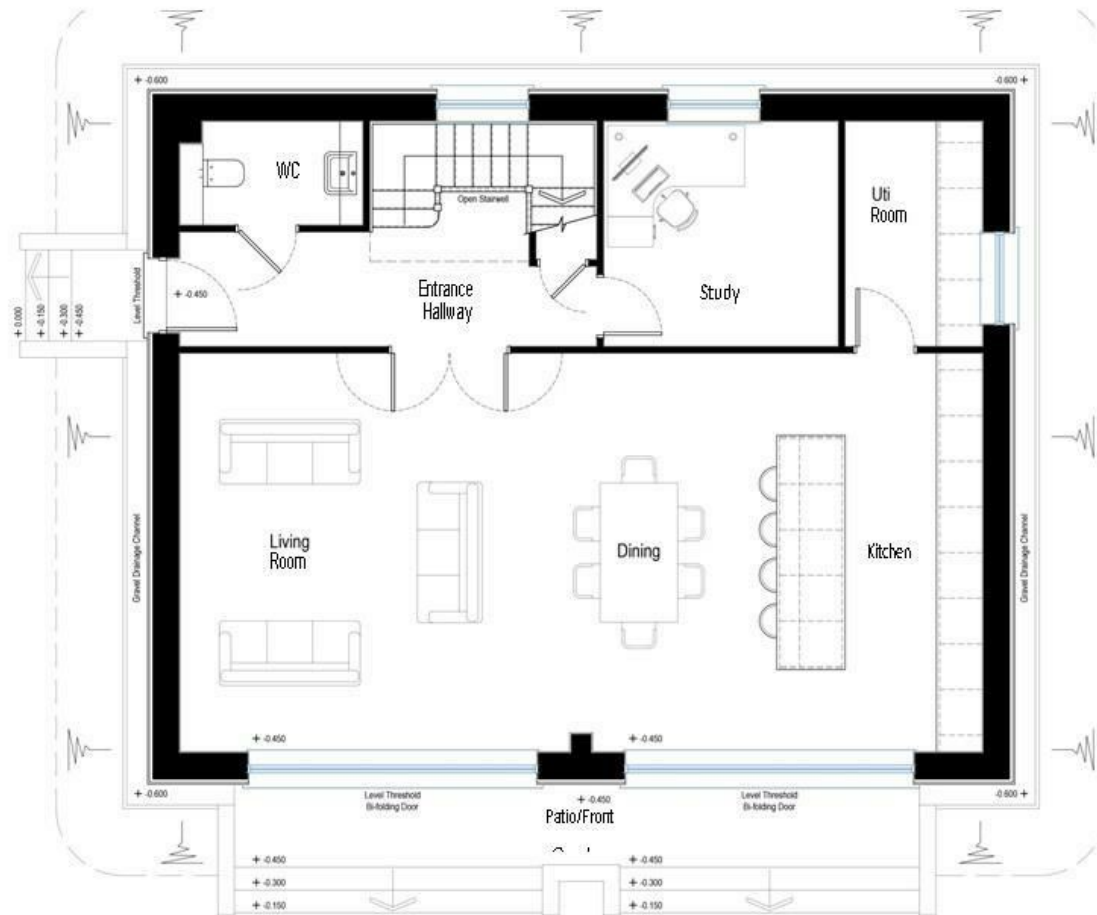 + -0.600
-0.600 +
WC
Open Stairwell
Uti
Room
Level Threshold
+ -0.450
+ 0.000
+ -0.150
+ -0.300
+ -0.450
Entrance
Hallway
Study
Gravel Drainage Channel
Living
Room
Dining
Kitchen
Gravel Drainage Channel
+ -0.450
+ -0.450
+ -0.600
Level Threshold
Bi-folding Door
+ -0.450
Level Threshold
Bi-folding Door
-0.600 +
Patio/Front
+ -0.450
+ -0.300
+ -0.150
+ -0.450
+ -0.300
+ -0.150